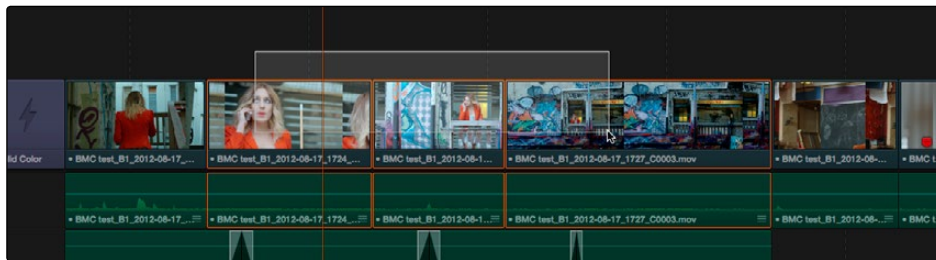 lid Color
• BMC test_B1_2012-08-17_...
• BMC test_B1_2012-08-17_1724_...
• BMC test_B1_2012-08-1...
• BMC test_B1_2012-08-17_1727_C0003.mov
• BMC test_B1_2012-08-...
• BMC t
• BMC test_B1_2012-08-17_...
• BMC test_B1_2012-08-17_1724_...
• BMC test_B1_2012-08-1...
• BMC test_B1_2012-08-17_1727_C0003.mov
• BMC test_B1_2012-08-...
• BMC t